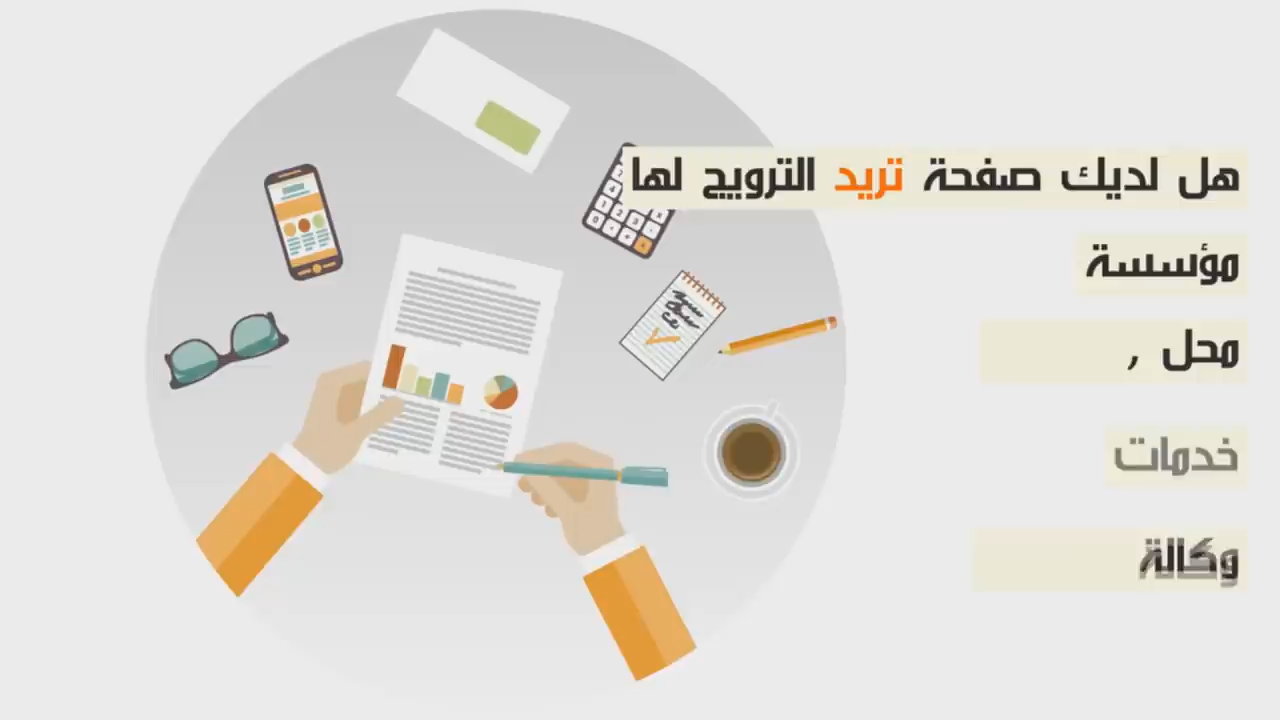 هل لديك صفحة تريد الترويج لها
مؤسسة
محل ,
خدمات
وكالة